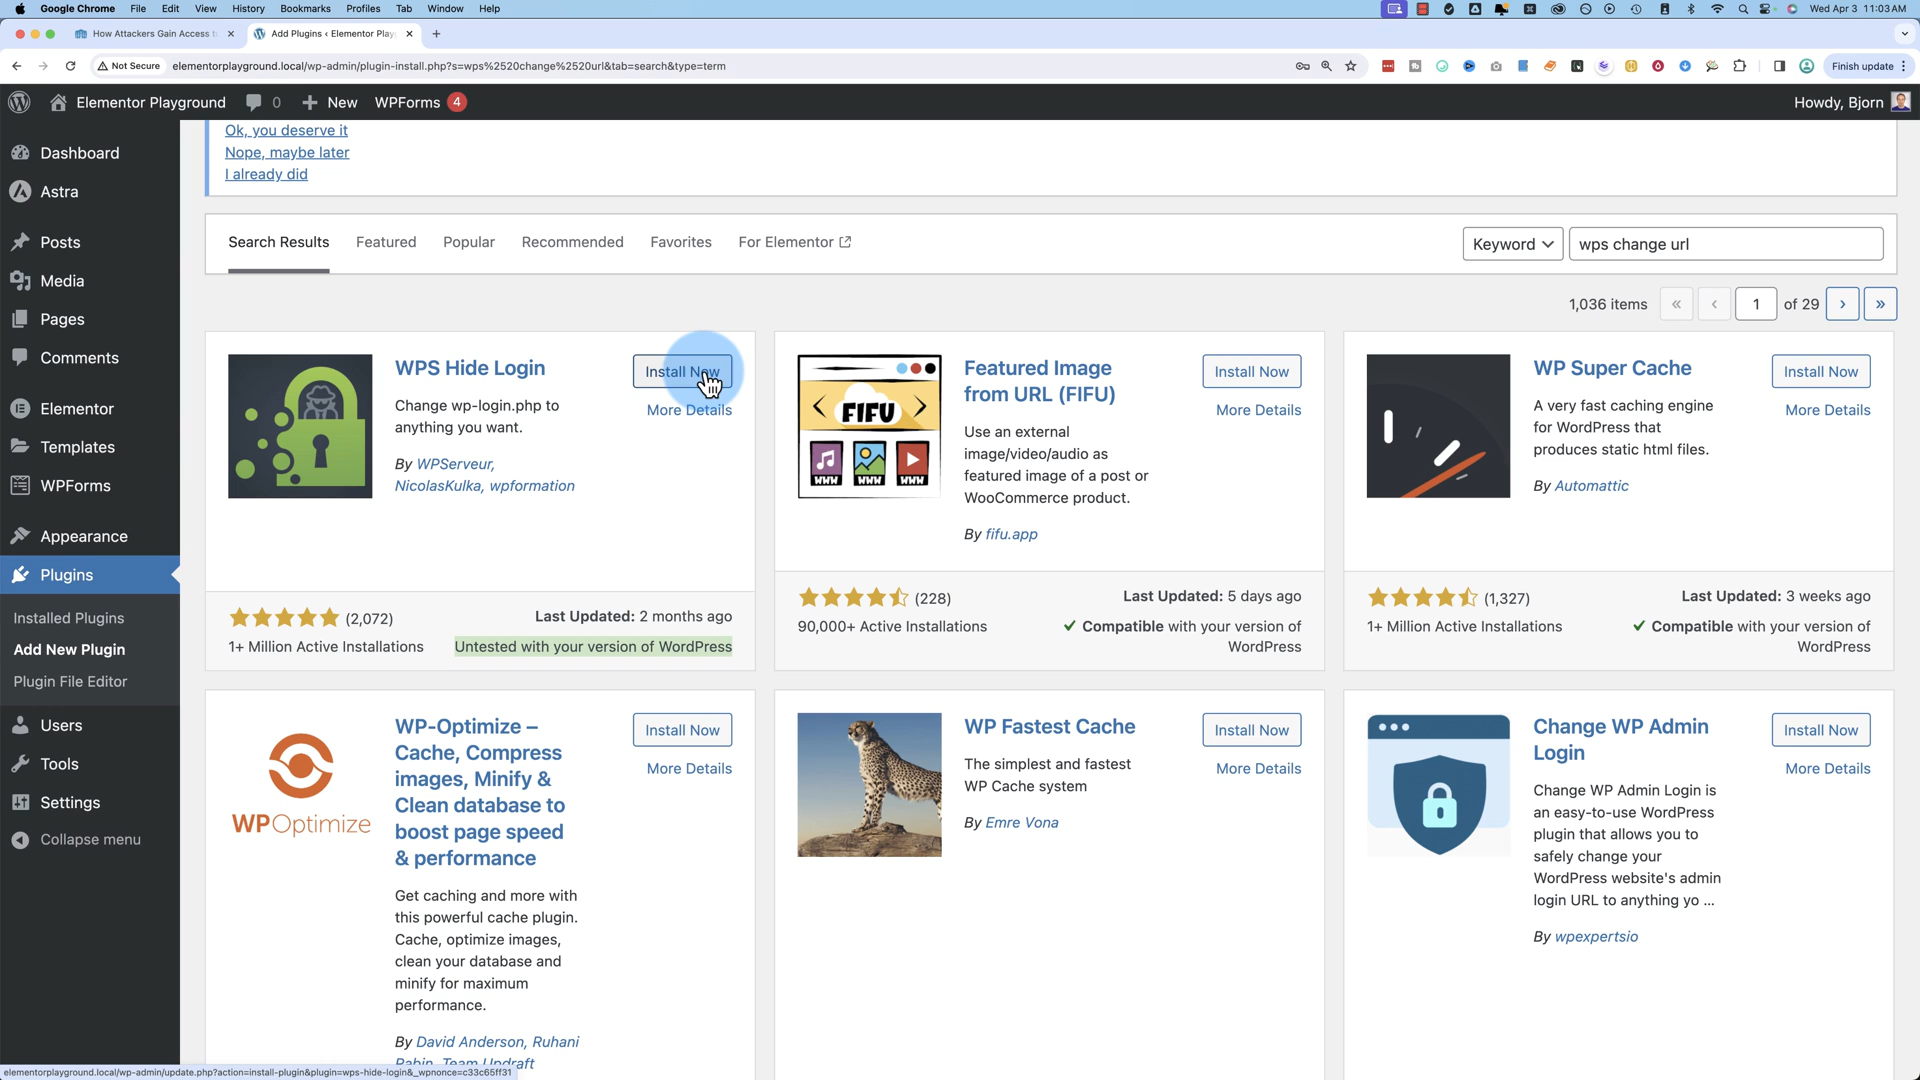 Google Chrome File Edit View History Bookmarks Profiles Tab Window Help Wed Apr 3 11:03 AM
How Attackers Gain Access t
Add Plugins ‹ Elementor Play
Not Secure elementorplayground.local/wp-admin/plugin-install.php?s=wps%2520change%2520url&tab=search&type=term Finish update
Elementor Playground 0 New WPForms 4 Howdy, Bjorn
Dashboard
Astra
Posts
Media
Pages
Comments
Elementor
Templates
WPForms
Appearance
Plugins
Installed Plugins
Add New Plugin
Plugin File Editor
Users
Tools
Settings
Collapse menu
Ok, you deserve it
Nope, maybe later
I already did
Search Results Featured Popular Recommended Favorites For Elementor Keyword wps change url
1,036 items « ‹ 1 of 29 › »
WPS Hide Login
Install Now
More Details
Change wp-login.php to
anything you want.
By WPServeur,
NicolasKulka, wpformation
(2,072)
Last Updated: 2 months ago
1+ Million Active Installations
Untested with your version of WordPress
FIFU
WWW WWW WWW
Featured Image
from URL (FIFU)
Install Now
More Details
Use an external
image/video/audio as
featured image of a post or
WooCommerce product.
By fifu.app
(228)
Last Updated: 5 days ago
90,000+ Active Installations
Compatible with your version of
WordPress
WP Super Cache
Install Now
More Details
A very fast caching engine
for WordPress that
produces static html files.
By Automattic
(1,327)
Last Updated: 3 weeks ago
1+ Million Active Installations
Compatible with your version of
WordPress
WPOptimize
WP-Optimize –
Cache, Compress
images, Minify &
Clean database to
boost page speed
& performance
Install Now
More Details
Get caching and more with
this powerful cache plugin.
Cache, optimize images,
clean your database and
minify for maximum
performance.
By David Anderson, Ruhani
Rabin, Team Updraft
WP Fastest Cache
Install Now
More Details
The simplest and fastest
WP Cache system
By Emre Vona
Change WP Admin
Login
Install Now
More Details
Change WP Admin Login is
an easy-to-use WordPress
plugin that allows you to
safely change your
WordPress website's admin
login URL to anything yo ...
By wpexpertsio
elementorplayground.local/wp-admin/update.php?action=install-plugin&plugin=wps-hide-login&_wpnonce=c33c65ff31